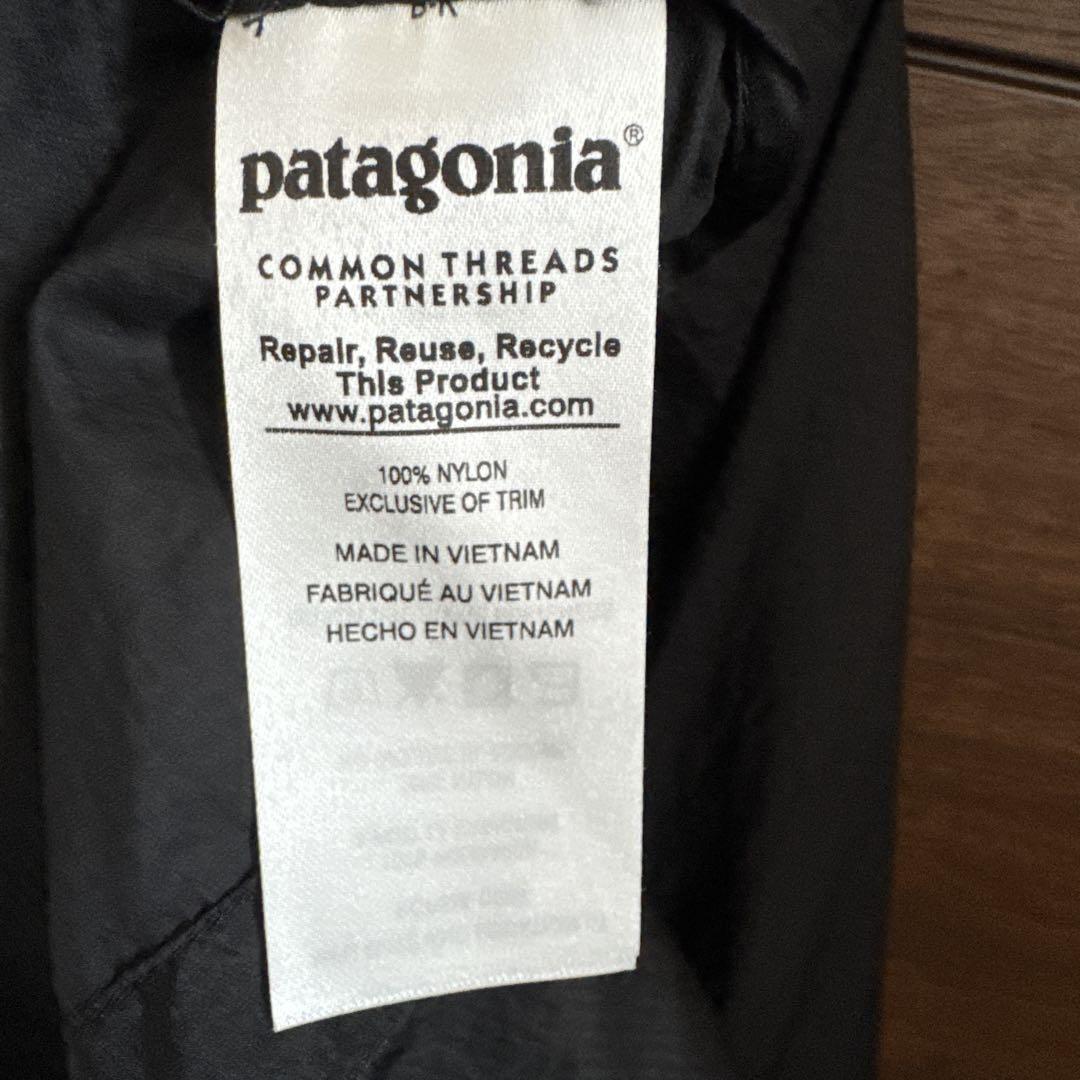 patagonia®
COMMON THREADS
PARTNERSHIP
Repair, Reuse, Recycle
This Product
www.patagonia.com
100% NYLON
EXCLUSIVE OF TRIM
MADE IN VIETNAM
FABRIQUÉ AU VIETNAM
HECHO EN VIETNAM